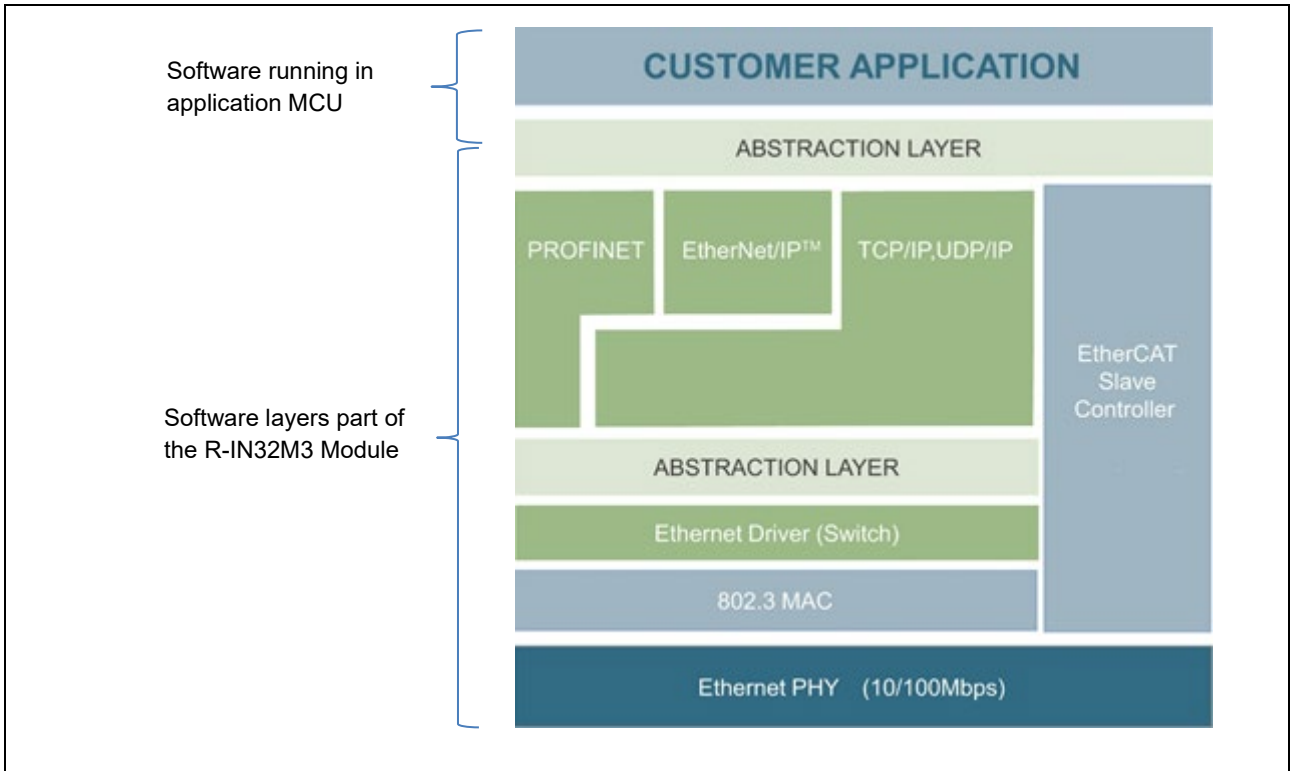 Software running in
application MCU
CUSTOMER APPLICATION
ABSTRACTION LAYER
PROFINET
EtherNet/IP™
TCP/IP,UDP/IP
EtherCAT
Slave
Controller
Software layers part of
the R-IN32M3 Module
ABSTRACTION LAYER
Ethernet Driver (Switch)
802.3 MAC
Ethernet PHY (10/100Mbps)